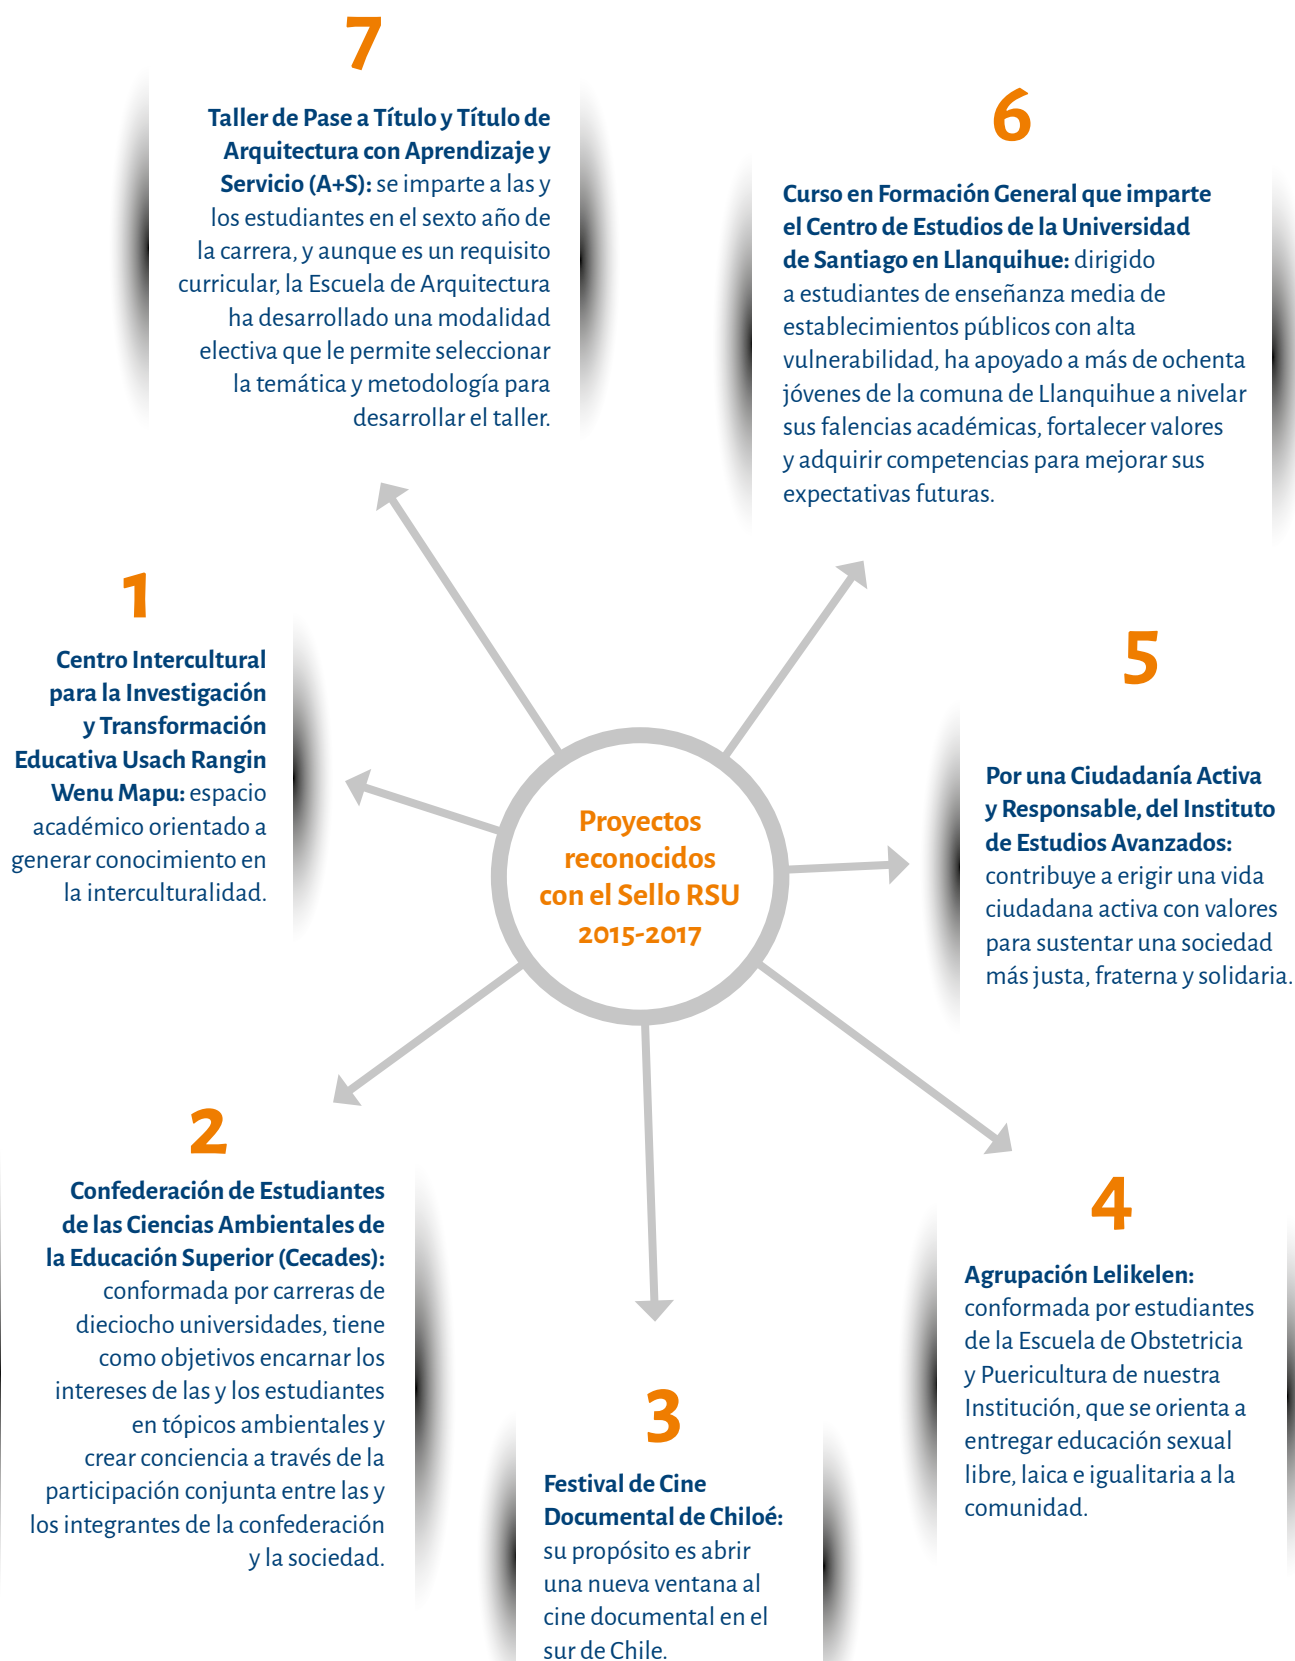 7
Taller de Pase a Título y Título de
Arquitectura con Aprendizaje y
Servicio (A+S): se imparte a las y
los estudiantes en el sexto año de
la carrera, y aunque es un requisito
curricular, la Escuela de Arquitectura
ha desarrollado una modalidad
electiva que le permite seleccionar
la temática y metodología para
desarrollar el taller.
6
Curso en Formación General que imparte
el Centro de Estudios de la Universidad
de Santiago en Llanquihue: dirigido
a estudiantes de enseñanza media de
establecimientos públicos con alta
vulnerabilidad, ha apoyado a más de ochenta
jóvenes de la comuna de Llanquihue a nivelar
sus falencias académicas, fortalecer valores
y adquirir competencias para mejorar sus
expectativas futuras.
1
Centro Intercultural
para la Investigación
y Transformación
Educativa Usach Rangin
Wenu Mapu: espacio
académico orientado a
generar conocimiento en
la interculturalidad.
Proyectos
reconocidos
con el Sello RSU
2015-2017
5
Por una Ciudadanía Activa
y Responsable, del Instituto
de Estudios Avanzados:
contribuye a erigir una vida
ciudadana activa con valores
para sustentar una sociedad
más justa, fraterna y solidaria.
2
Confederación de Estudiantes
de las Ciencias Ambientales de
la Educación Superior (Cecades):
conformada por carreras de
dieciocho universidades, tiene
como objetivos encarnar los
intereses de las y los estudiantes
en tópicos ambientales y
crear conciencia a través de la
participación conjunta entre las y
los integrantes de la confederación
y la sociedad.
3
Festival de Cine
Documental de Chiloé:
su propósito es abrir
una nueva ventana al
cine documental en el
sur de Chile.
4
Agrupación Lelikelen:
conformada por estudiantes
de la Escuela de Obstetricia
y Puericultura de nuestra
Institución, que se orienta a
entregar educación sexual
libre, laica e igualitaria a la
comunidad.